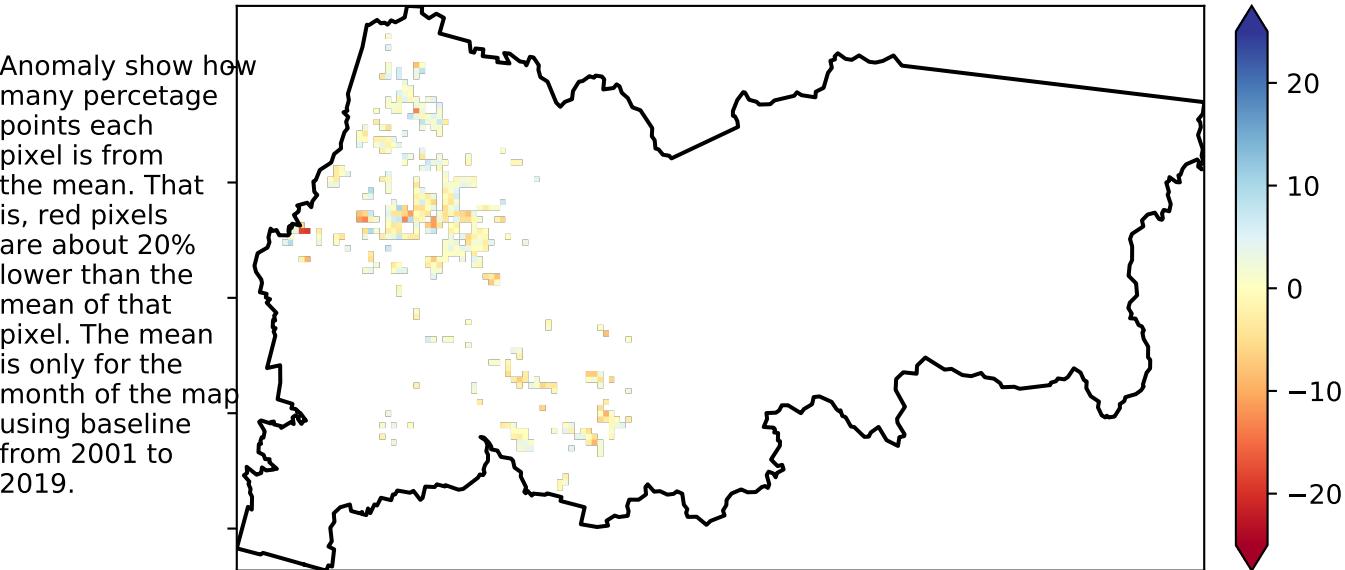 Anomaly show how
many percetage
points each
pixel is from
the mean. That
is, red pixels
are about 20%
lower than the
mean of that
pixel. The mean
is only for the
month of the map
using baseline
from 2001 to
2019.
20
10
0
−10
−20